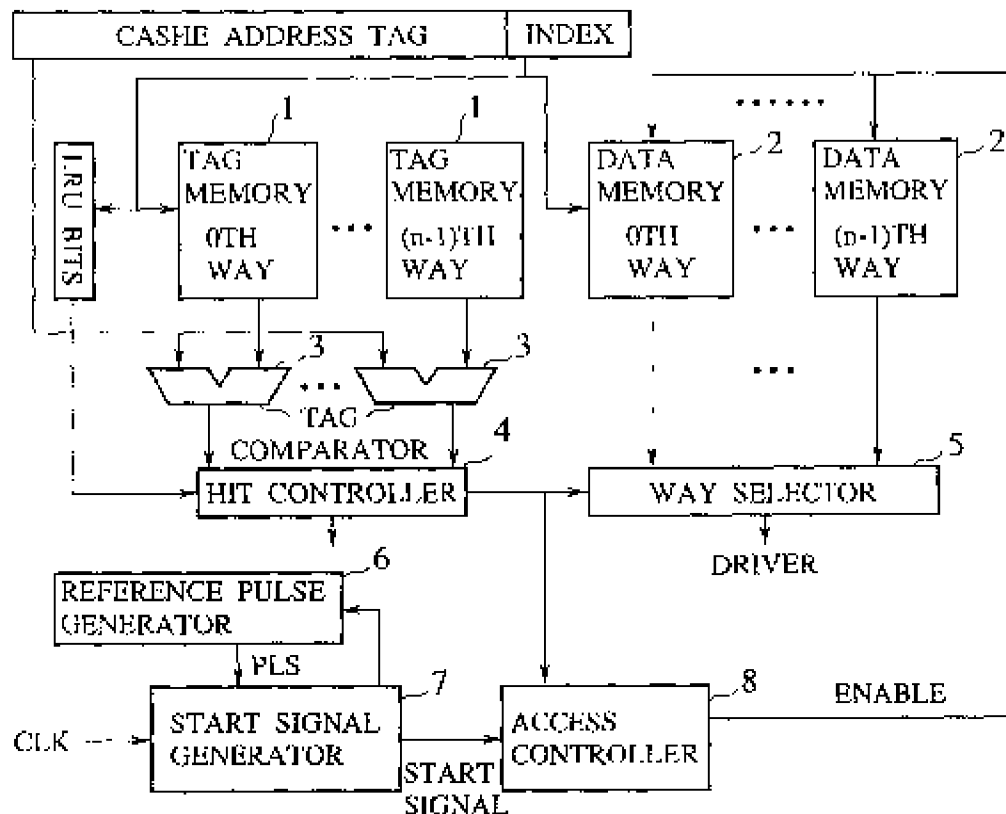 CASHE ADDRESS TAG
INDEX
LRU BITS
1
TAG
MEMORY
0TH
WAY
1
TAG
MEMORY
(n-1)TH
WAY
2
DATA
MEMORY
0TH
WAY
2
DATA
MEMORY
(n-1)TH
WAY
3
3
TAG
COMPARATOR
4
HIT CONTROLLER
5
WAY SELECTOR
DRIVER
6
REFERENCE PULSE
GENERATOR
PLS
7
CLK
START SIGNAL
GENERATOR
START
SIGNAL
8
ACCESS
CONTROLLER
ENABLE